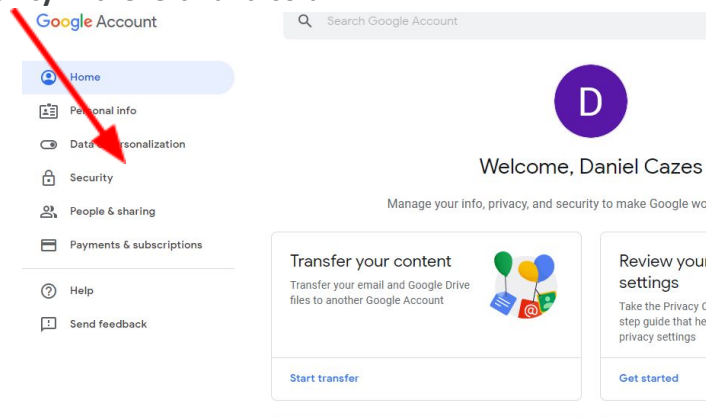 Google Account
Search Google Account
Home
Personal info
Data personalization
Security
People & sharing
Payments & subscriptions
Help
Send feedback
D
Welcome, Daniel Cazes
Manage your info, privacy, and security to make Google wo
Transfer your content
Transfer your email and Google Drive
files to another Google Account
Start transfer
Review your
settings
Take the Privacy C
step guide that he
privacy settings
Get started